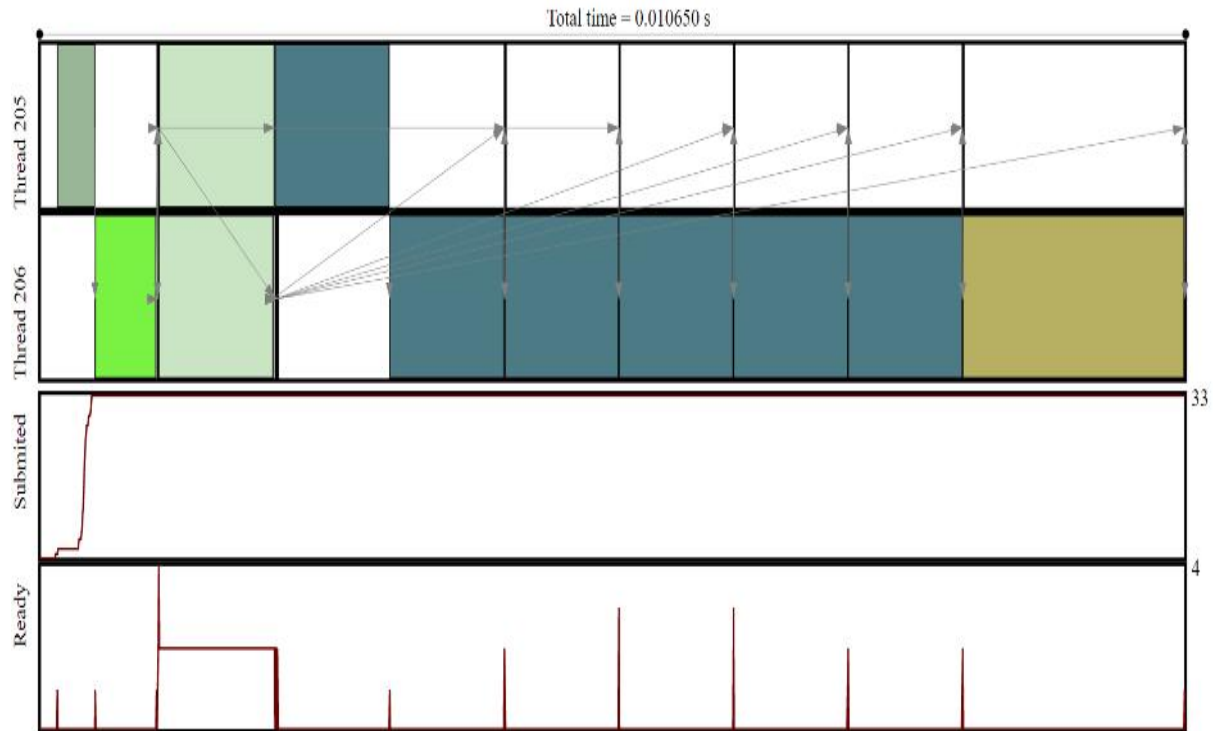 Total time = 0.010650 s
Thread 205
Thread 206
Submited
33
Ready
4